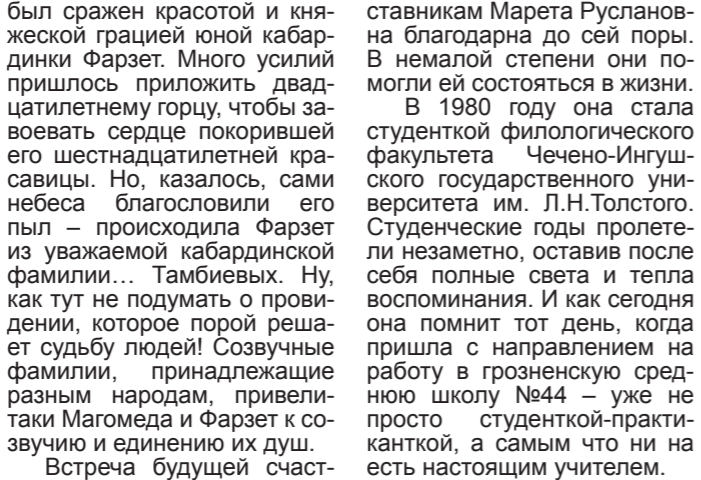 был сражен красотой и кня-
жеской грацией юной кабар-
динки Фарзет. Много усилий
пришлось приложить двад-
цатилетнему горцу, чтобы за-
воевать сердце покорившей
его шестнадцатилетней кра-
савицы. Но, казалось, сами
небеса благословили его
пыл – происходила Фарзет
из уважаемой кабардинской
фамилии… Тамбиевых. Ну,
как тут не подумать о прови-
дении, которое порой реша-
ет судьбу людей! Созвучные
фамилии, принадлежащие
разным народам, привели-
таки Магомеда и Фарзет к со-
звучию и единению их душ.
Встреча будущей счаст-
ставникам Марета Руслановна-
на благодарна до сей поры.
В немалой степени они по-
могли ей состояться в жизни.
В 1980 году она стала
студенткой филологического
факультета Чечено-Ингуш-
ского государственного уни-
верситета им. Л.Н.Толстого.
Студенческие годы пролете-
ли незаметно, оставив после
себя полные света и тепла
воспоминания. И как сегодня
она помнит тот день, когда
пришла с направлением на
работу в грозненскую сред-
нюю школу №44 – уже не
просто студенткой-практи-
канткой, а самым что ни на
есть настоящим учителем.